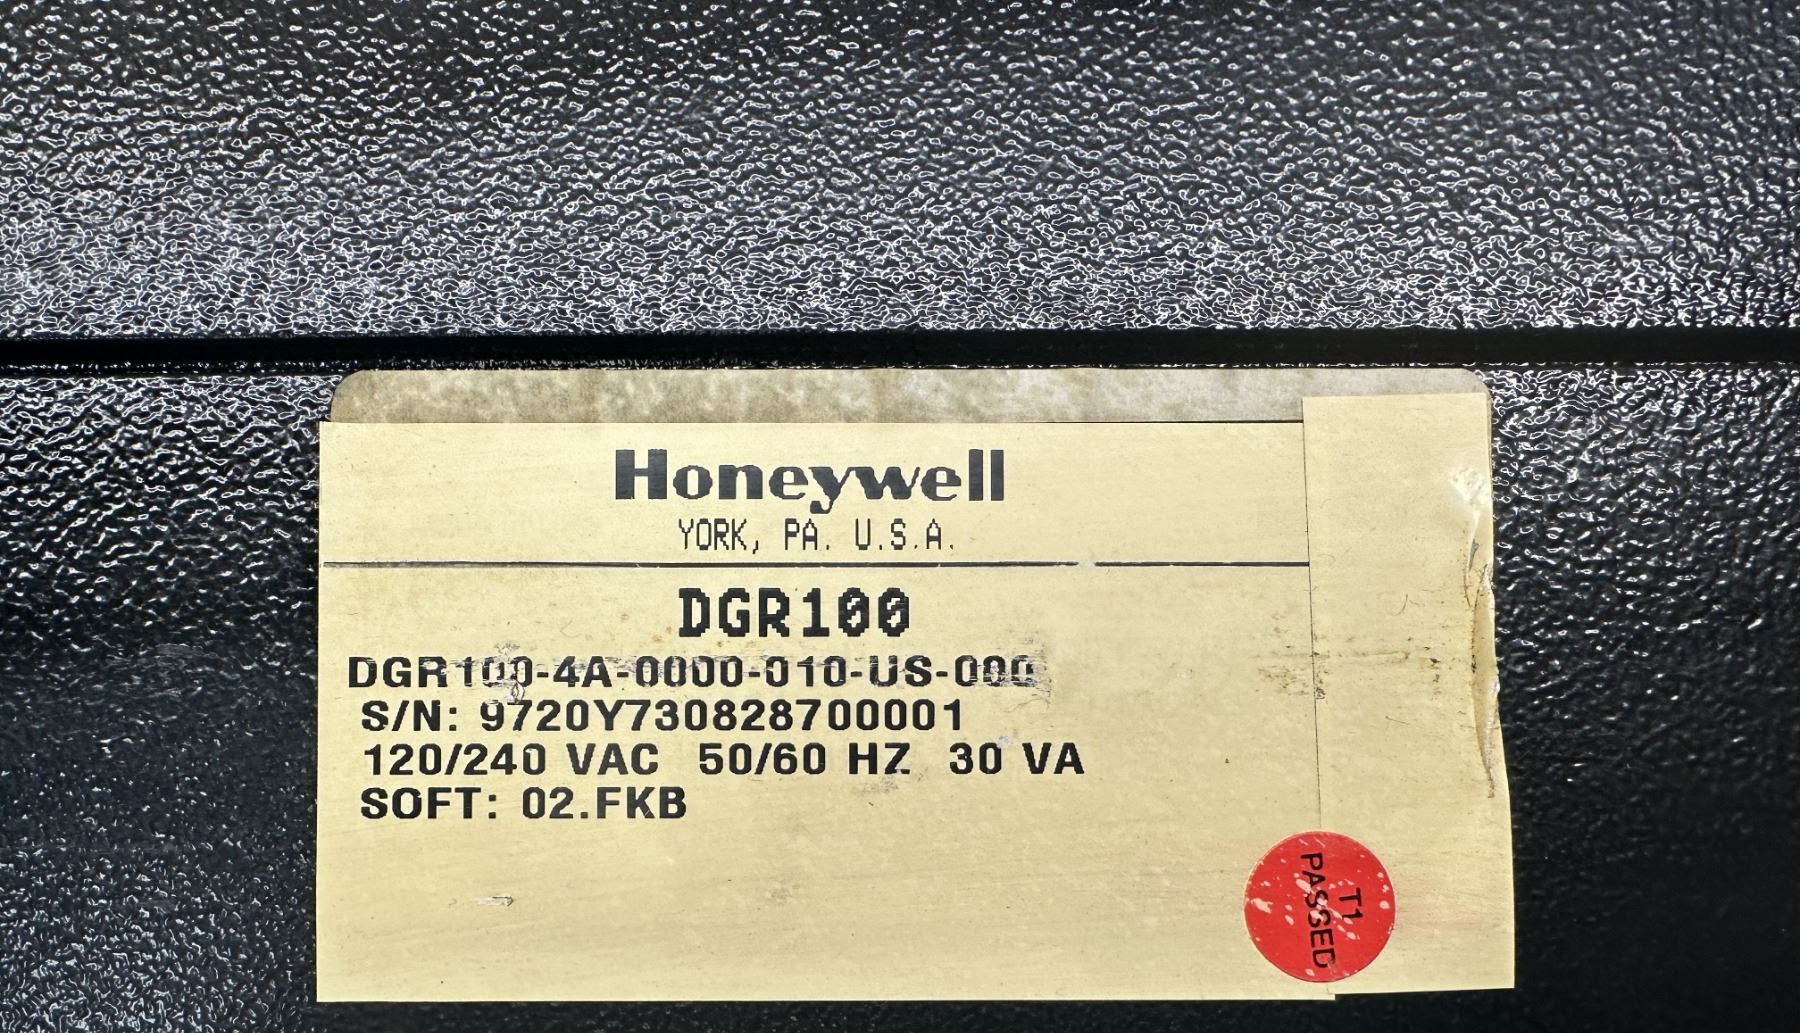 Honeywell
YORK, PA. U.S.A.
DGR100
DGR100-4A-0000-010-US-000
S/N: 9720Y730828700001
120/240 VAC 50/60 HZ 30 VA
SOFT: 02.FKB
T1
PASSED